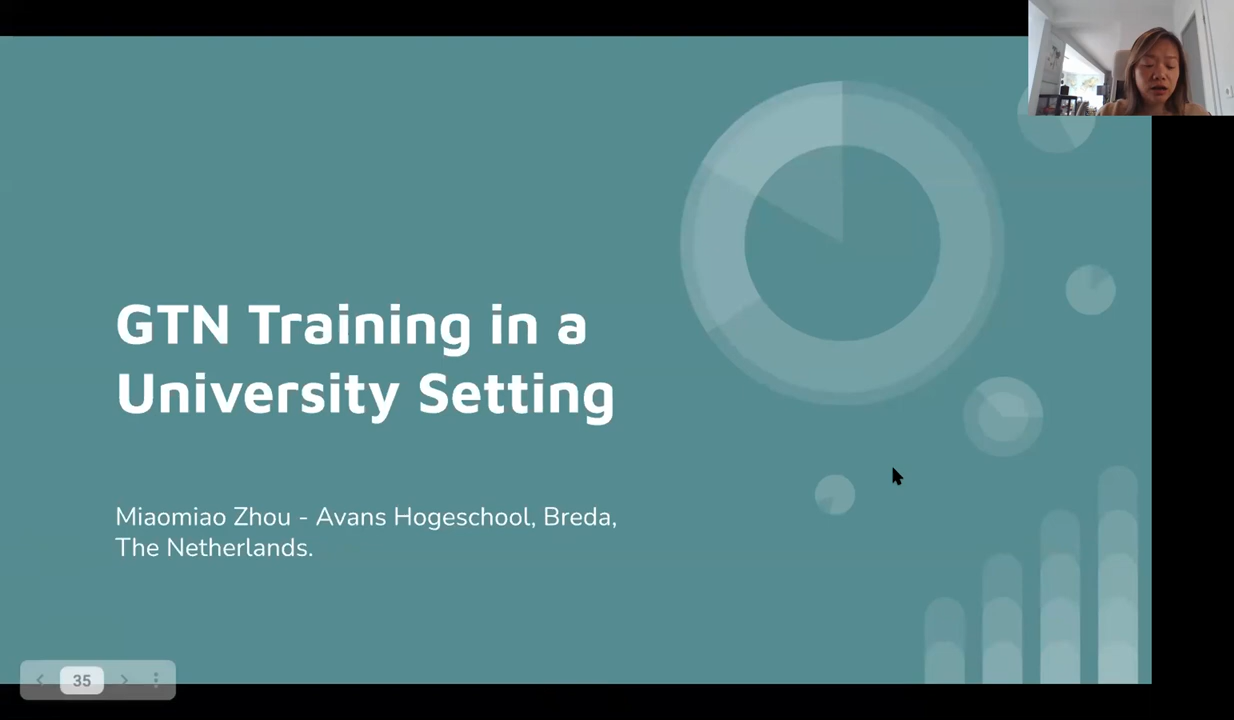 GTN Training in a
University Setting
Miaomiao Zhou - Avans Hogeschool, Breda,
The Netherlands.
35